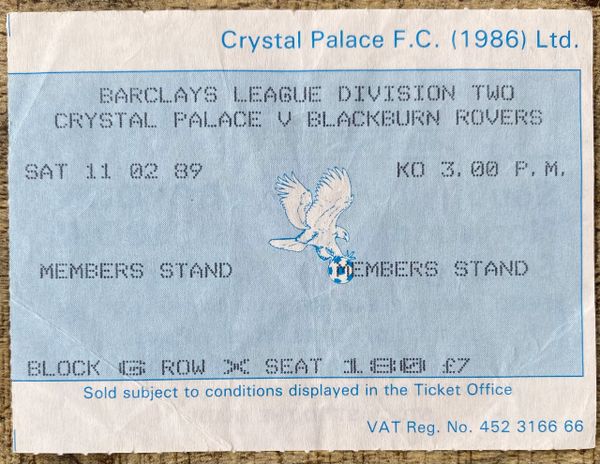 Crystal Palace F.C. (1986) Ltd.
BARCLAYS LEAGUE DIVISION TWO
CRYSTAL PALACE V BLACKBURN ROVERS
SAT 11 02 89 KO 3.00 P.M.
MEMBERS STAND MEMBERS STAND
BLOCK G ROW X SEAT 180 £7
Sold subject to conditions displayed in the Ticket Office
VAT Reg. No. 452 3166 66